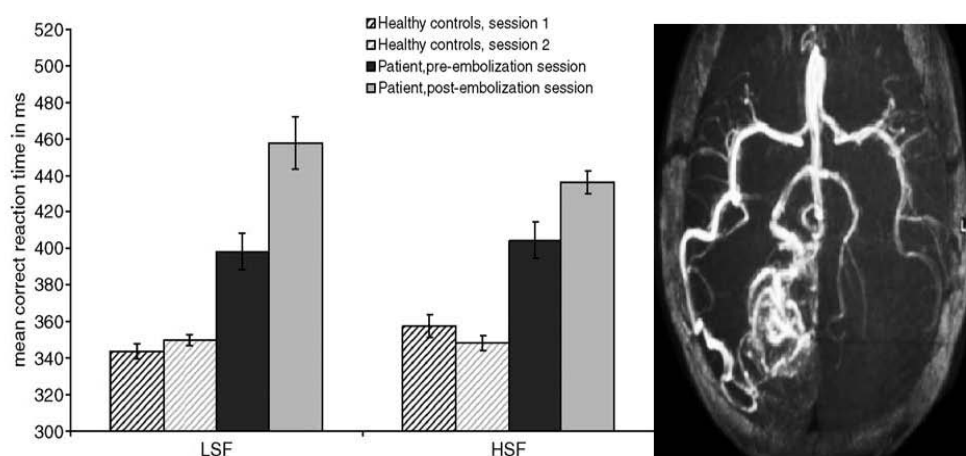 mean correct reaction time in ms
520
500
480
460
440
420
400
380
360
340
320
300
Healthy controls, session 1
Healthy controls, session 2
Patient,pre-embolization session
Patient,post-embolization session
LSF
HSF
L